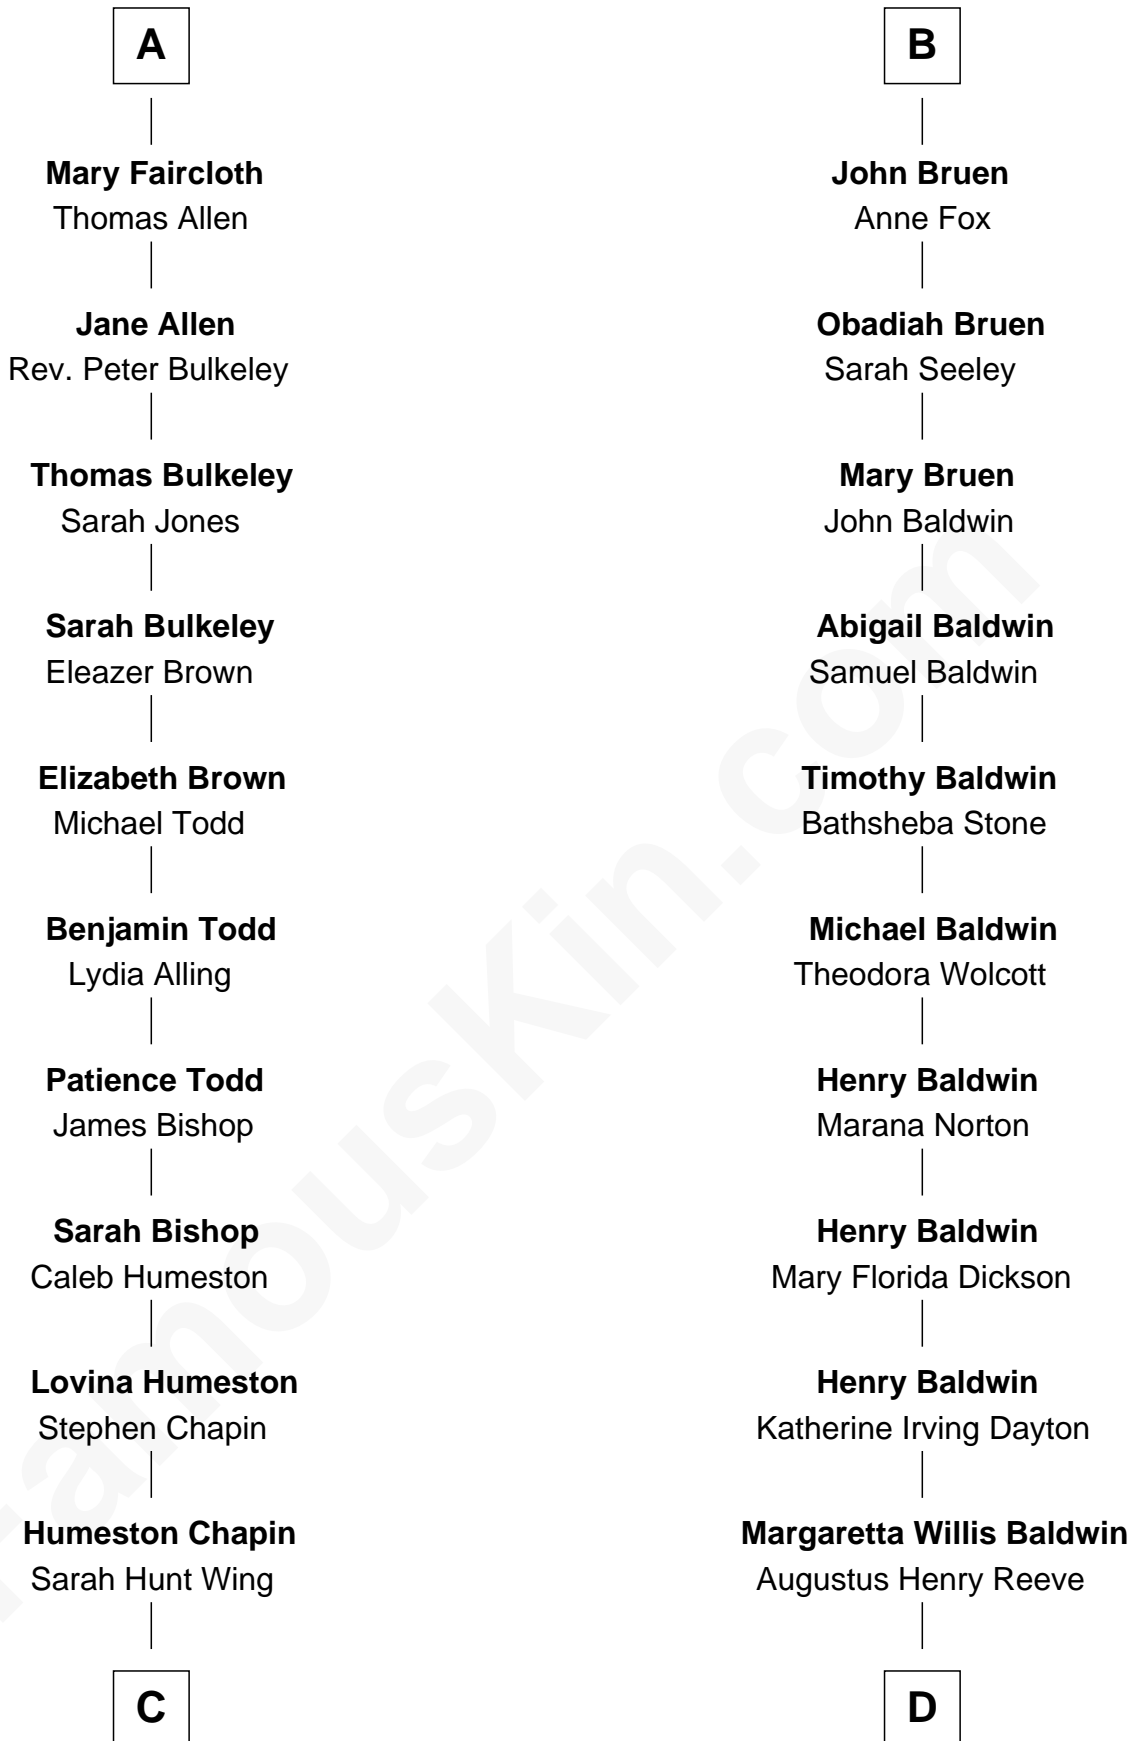 A
Mary Faircloth
Thomas Allen
Jane Allen
Rev. Peter Bulkeley
Thomas Bulkeley
Sarah Jones
Sarah Bulkeley
Eleazer Brown
Elizabeth Brown
Michael Todd
Benjamin Todd
Lydia Alling
Patience Todd
James Bishop
Sarah Bishop
Caleb Humeston
Lovina Humeston
Stephen Chapin
Humeston Chapin
Sarah Hunt Wing
C
B
John Bruen
Anne Fox
Obadiah Bruen
Sarah Seeley
Mary Bruen
John Baldwin
Abigail Baldwin
Samuel Baldwin
Timothy Baldwin
Bathsheba Stone
Michael Baldwin
Theodora Wolcott
Henry Baldwin
Marana Norton
Henry Baldwin
Mary Florida Dickson
Henry Baldwin
Katherine Irving Dayton
Margaretta Willis Baldwin
Augustus Henry Reeve
D
FamousKin.com